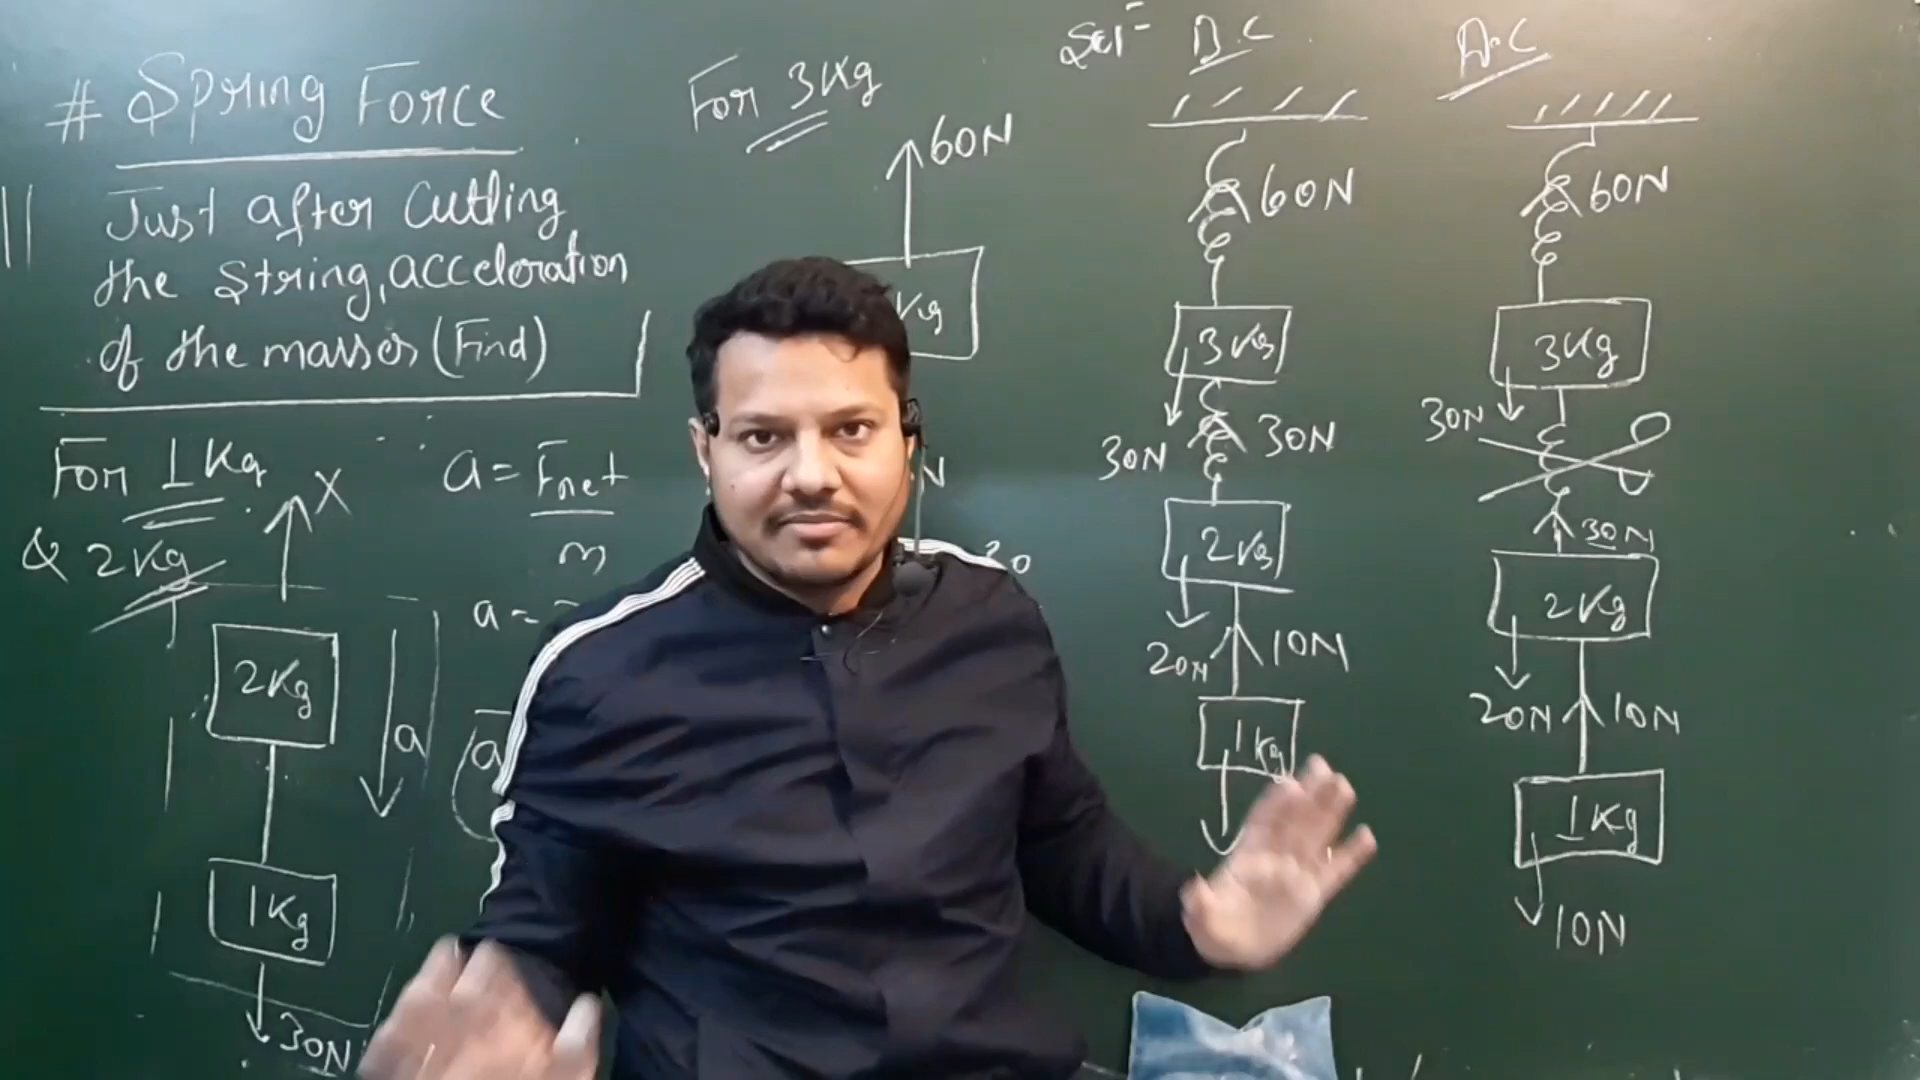 # Spring Force
Just after Cutting
the string, acceleration
of the masses (Find)
For 1Kg
& 2Kg
X
2Kg
a
1Kg
30N
a = Fnet
m
a =
a
For 3Kg
60N
Kg
N
30
Sol= B.C
60N
3Kg
30N
30N
2Kg
20N
10N
1Kg
A.C
60N
3Kg
30N
30N
2Kg
20N
10N
1Kg
10N